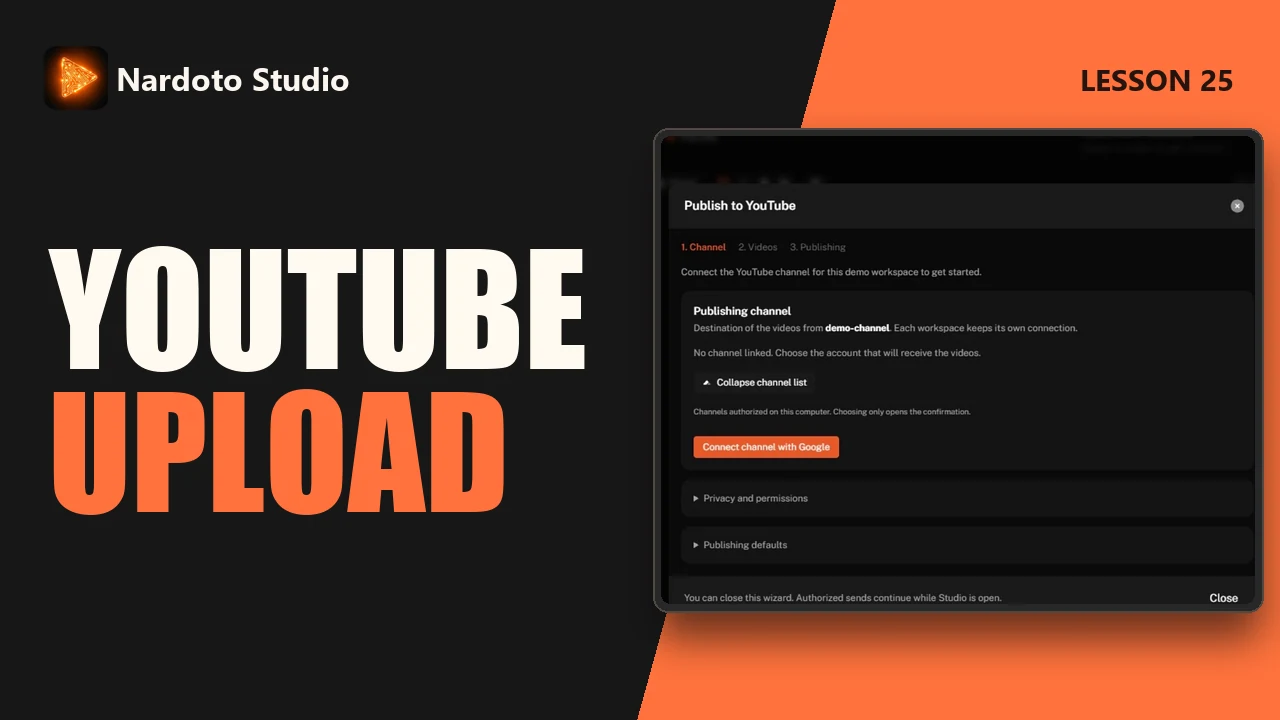 Nardoto Studio
LESSON 25
YOUTUBE
UPLOAD
Publish to YouTube
1. Channel 2. Videos 3. Publishing
Connect the YouTube channel for this demo workspace to get started.
Publishing channel
Destination of the videos from demo-channel. Each workspace keeps its own connection.
No channel linked. Choose the account that will receive the videos.
Collapse channel list
Channels authorized on this computer. Choosing only opens the confirmation.
Connect channel with Google
Privacy and permissions
Publishing defaults
You can close this wizard. Authorized sends continue while Studio is open.
Close